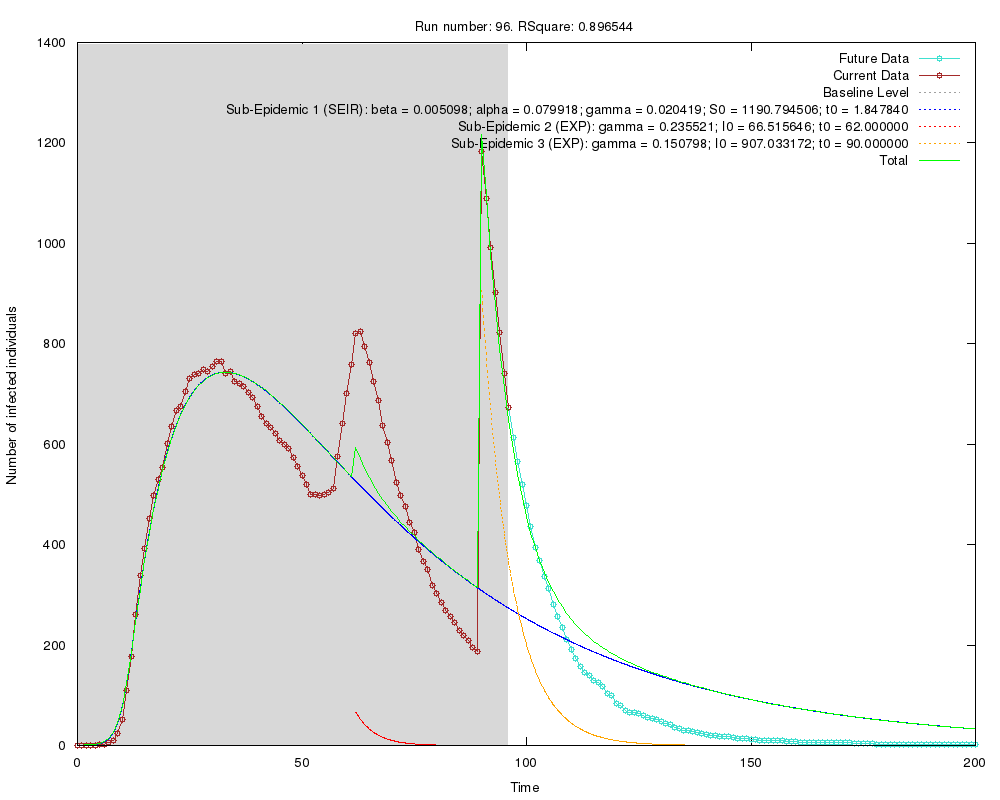 Run number: 96. RSquare: 0.896544
1400
1200
1000
800
600
400
200
0
Number of infected individuals
Future Data
Current Data
Baseline Level
Sub-Epidemic 1 (SEIR): beta = 0.005098; alpha = 0.079918; gamma = 0.020419; S0 = 1190.794506; t0 = 1.847840
Sub-Epidemic 2 (EXP): gamma = 0.235521; I0 = 66.515646; t0 = 62.000000
Sub-Epidemic 3 (EXP): gamma = 0.150798; I0 = 907.033172; t0 = 90.000000
Total
0 50 100 150 200
Time